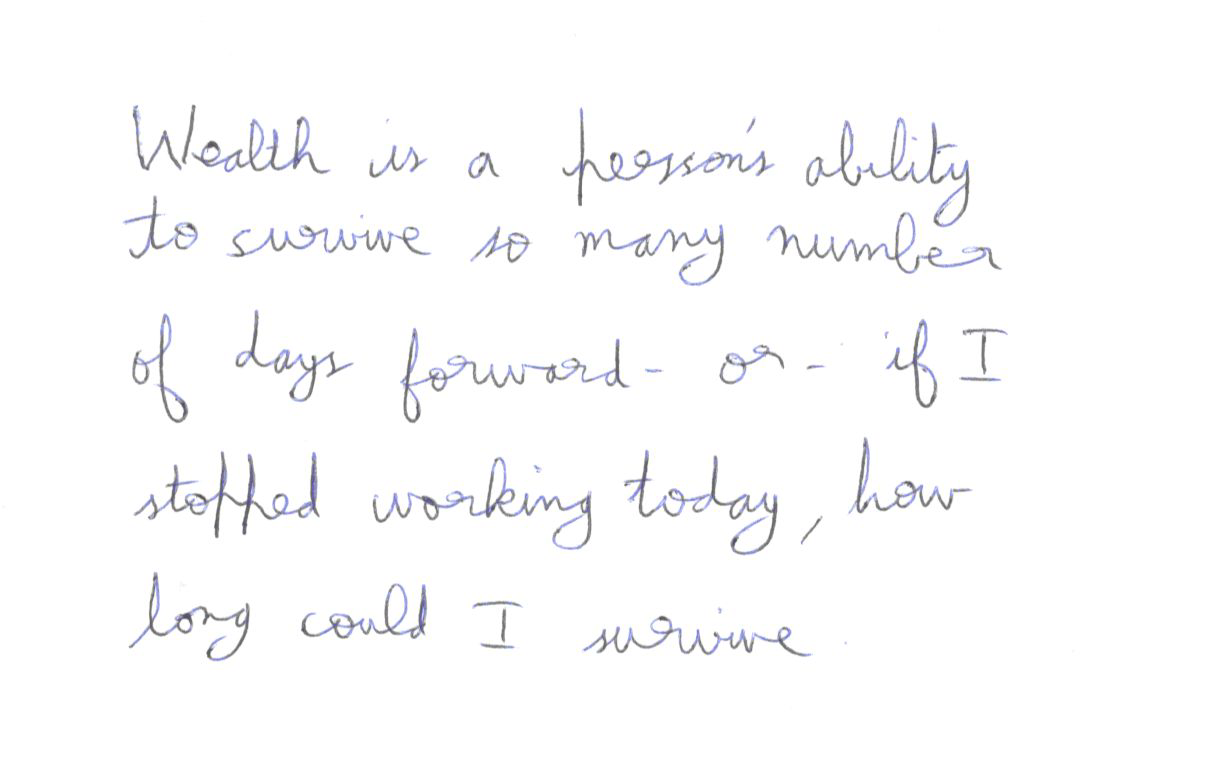 Wealth is a person's ability
to survive so many number
of days forward - or - if I
stopped working today, how
long could I survive.